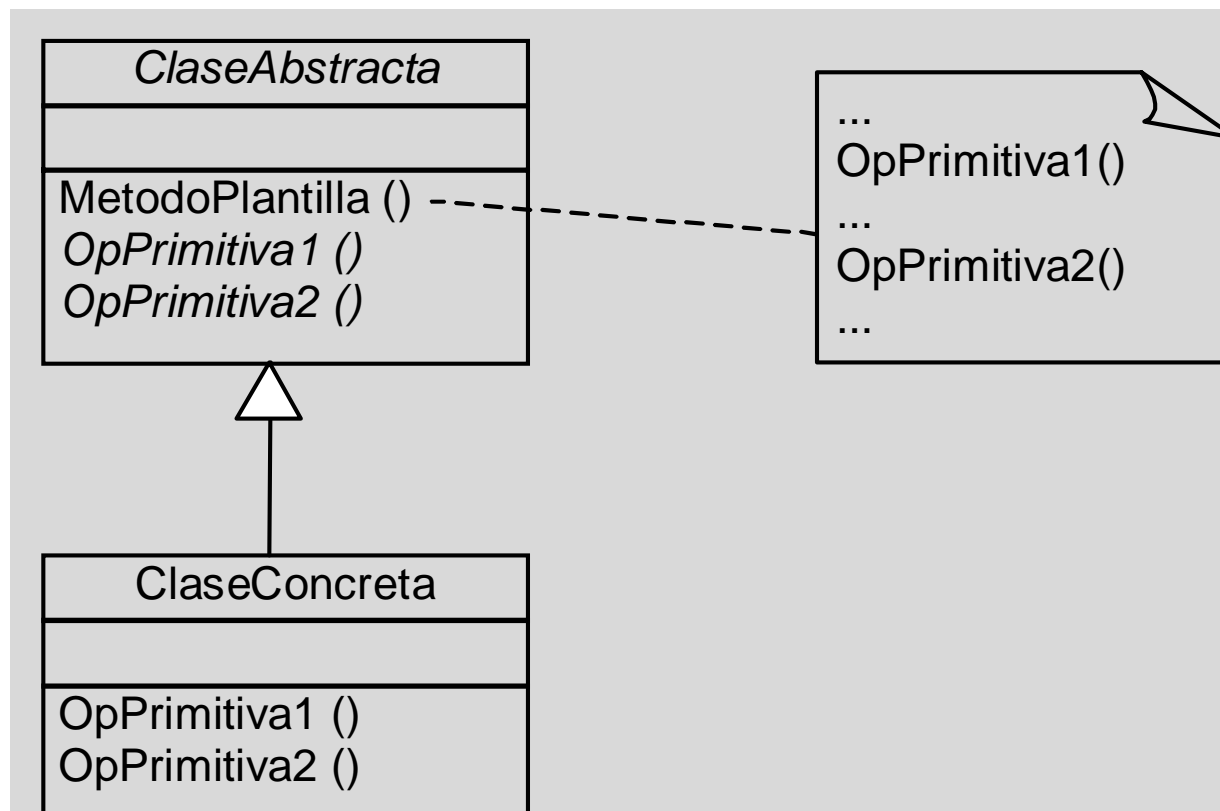 ClaseAbstracta
MetodoPlantilla ()
OpPrimitiva1 ()
OpPrimitiva2 ()
...
OpPrimitiva1()
...
OpPrimitiva2()
...
ClaseConcreta
OpPrimitiva1 ()
OpPrimitiva2 ()